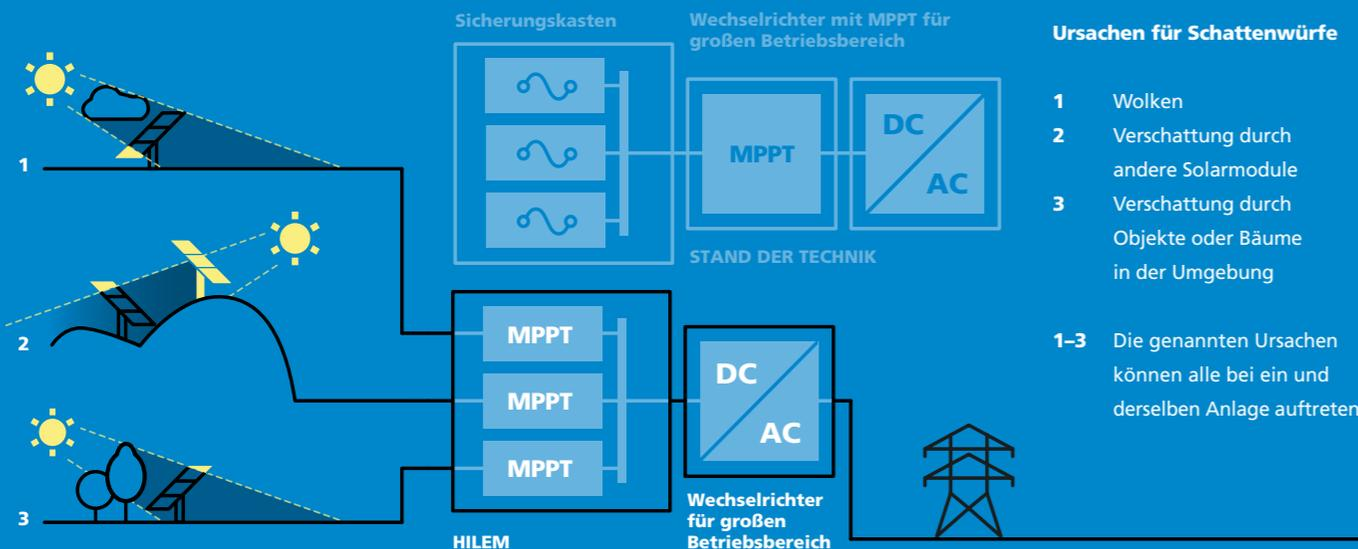 Sicherungskasten
Wechselrichter mit MPPT für
großen Betriebsbereich
MPPT
DC
AC
STAND DER TECHNIK
1
2
3
MPPT
MPPT
MPPT
HILEM
DC
AC
Wechselrichter
für großen
Betriebsbereich
Ursachen für Schattenwürfe
1 Wolken
2 Verschattung durch
andere Solarmodule
3 Verschattung durch
Objekte oder Bäume
in der Umgebung
1–3 Die genannten Ursachen
können alle bei ein und
derselben Anlage auftreten